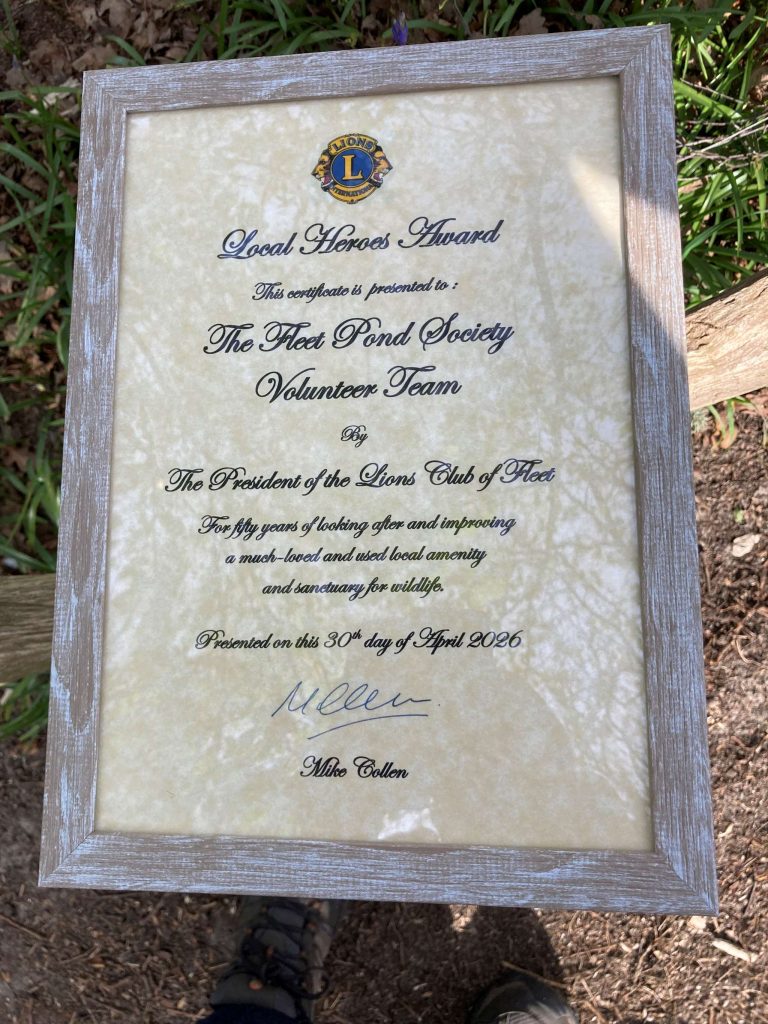 LIONS
L
INTERNATIONAL
Local Heroes Award
This certificate is presented to :
The Fleet Pond Society
Volunteer Team
By
The President of the Lions Club of Fleet
For fifty years of looking after and improving
a much-loved and used local amenity
and sanctuary for wildlife.
Presented on this 30th day of April 2026
MCollen
Mike Collen